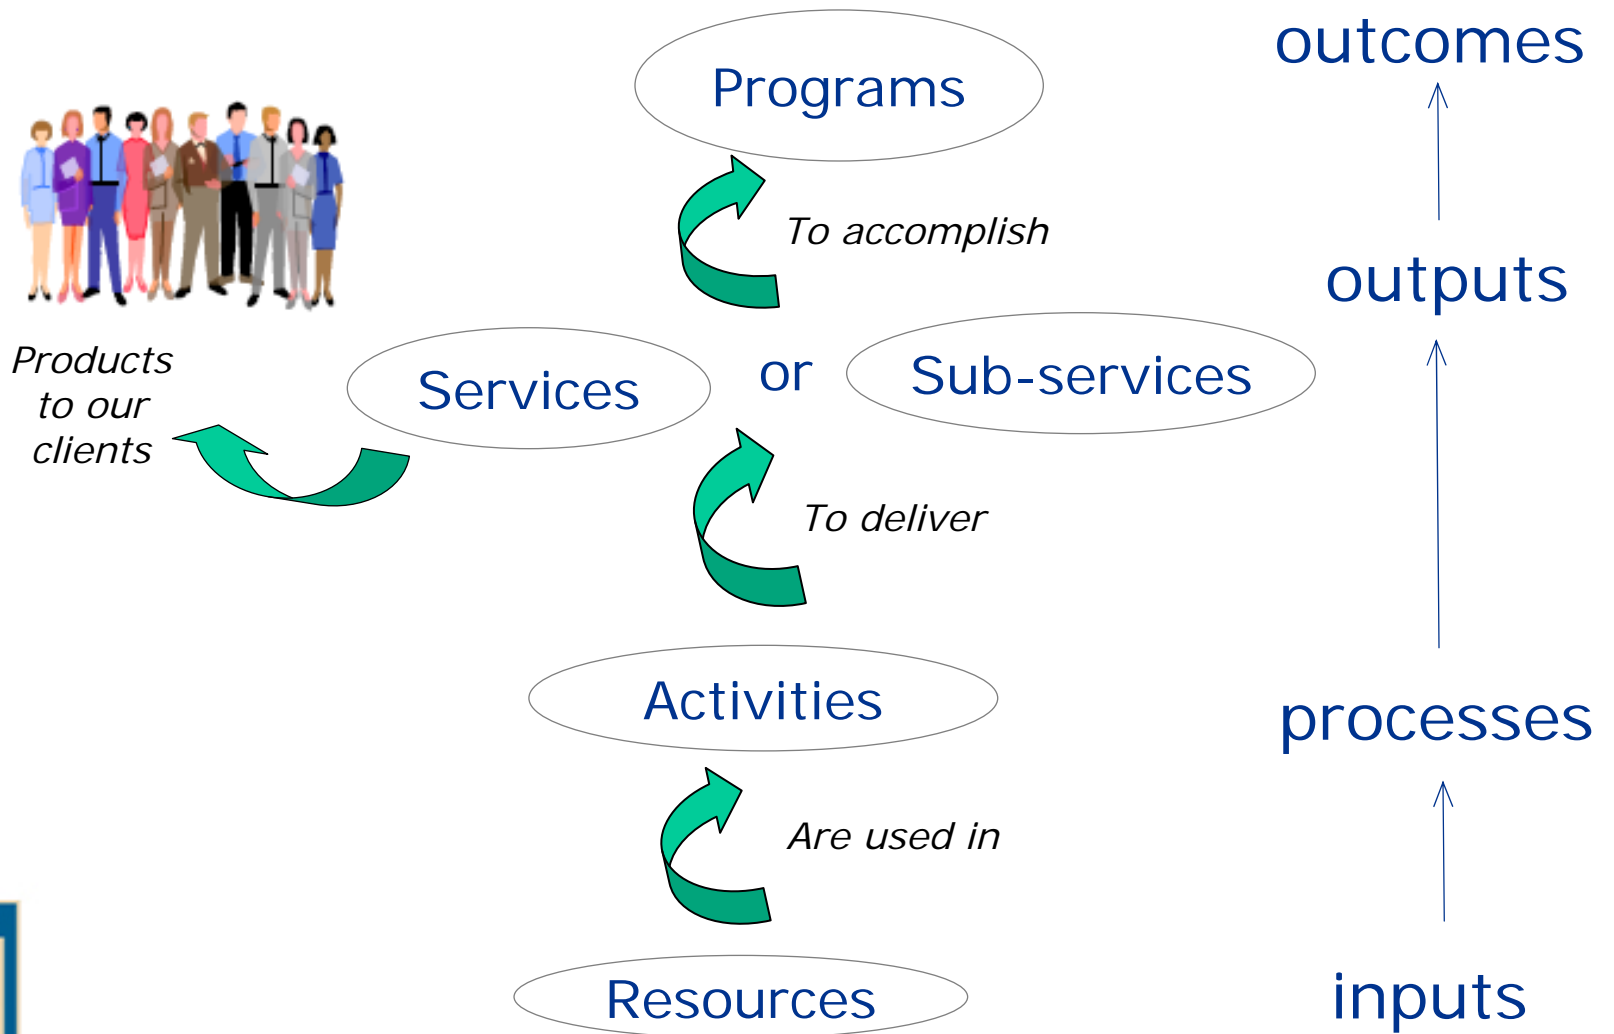 outcomes
Programs
To accomplish
outputs
Products
to our
clients
Services
or
Sub-services
To deliver
Activities
processes
Are used in
Resources
inputs